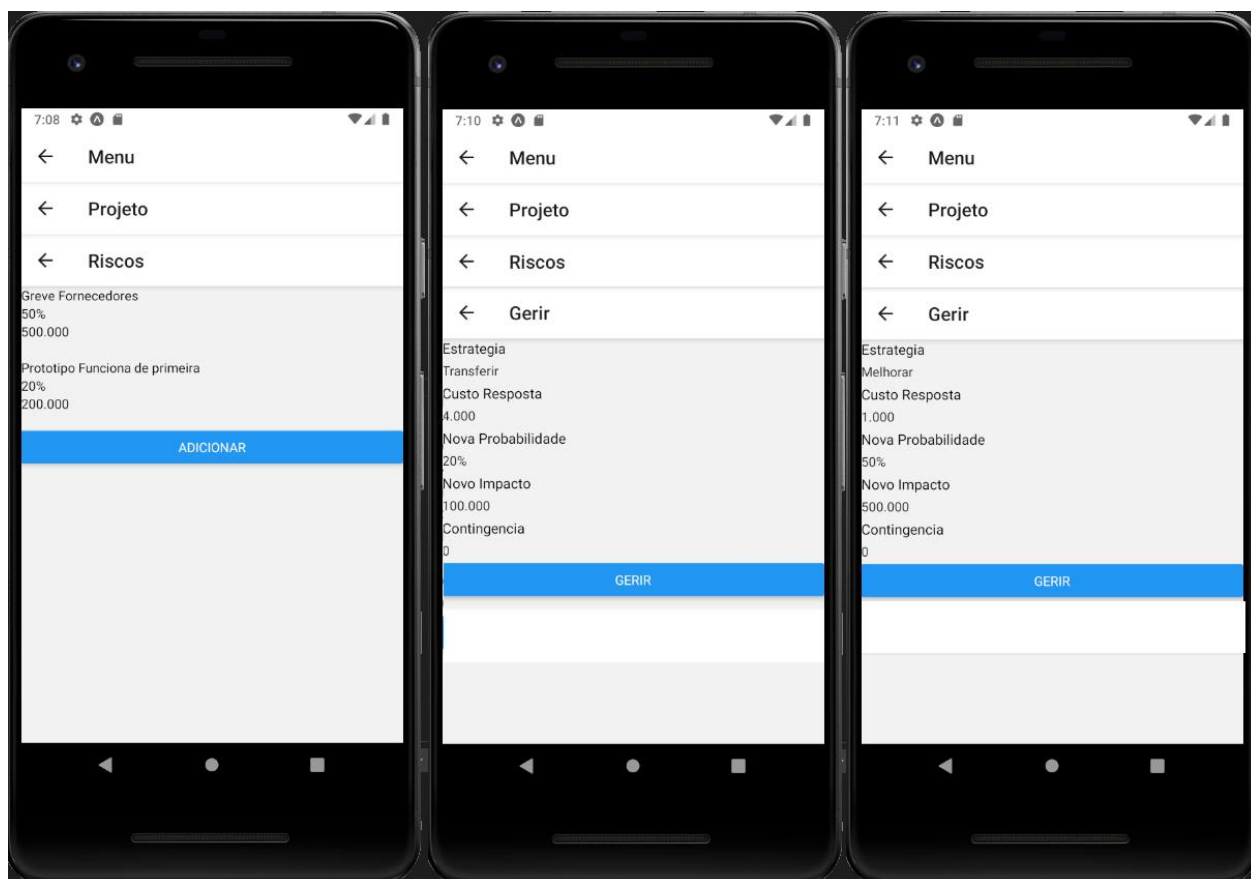 7:08
Menu
Projeto
Riscos
Greve Fornecedores
50%
500.000
Prototipo Funciona de primeira
20%
200.000
ADICIONAR
7:10
Menu
Projeto
Riscos
Gerir
Estrategia
Transferir
Custo Resposta
4.000
Nova Probabilidade
20%
Novo Impacto
100.000
Contingencia
0
GERIR
7:11
Menu
Projeto
Riscos
Gerir
Estrategia
Melhorar
Custo Resposta
1.000
Nova Probabilidade
50%
Novo Impacto
500.000
Contingencia
0
GERIR